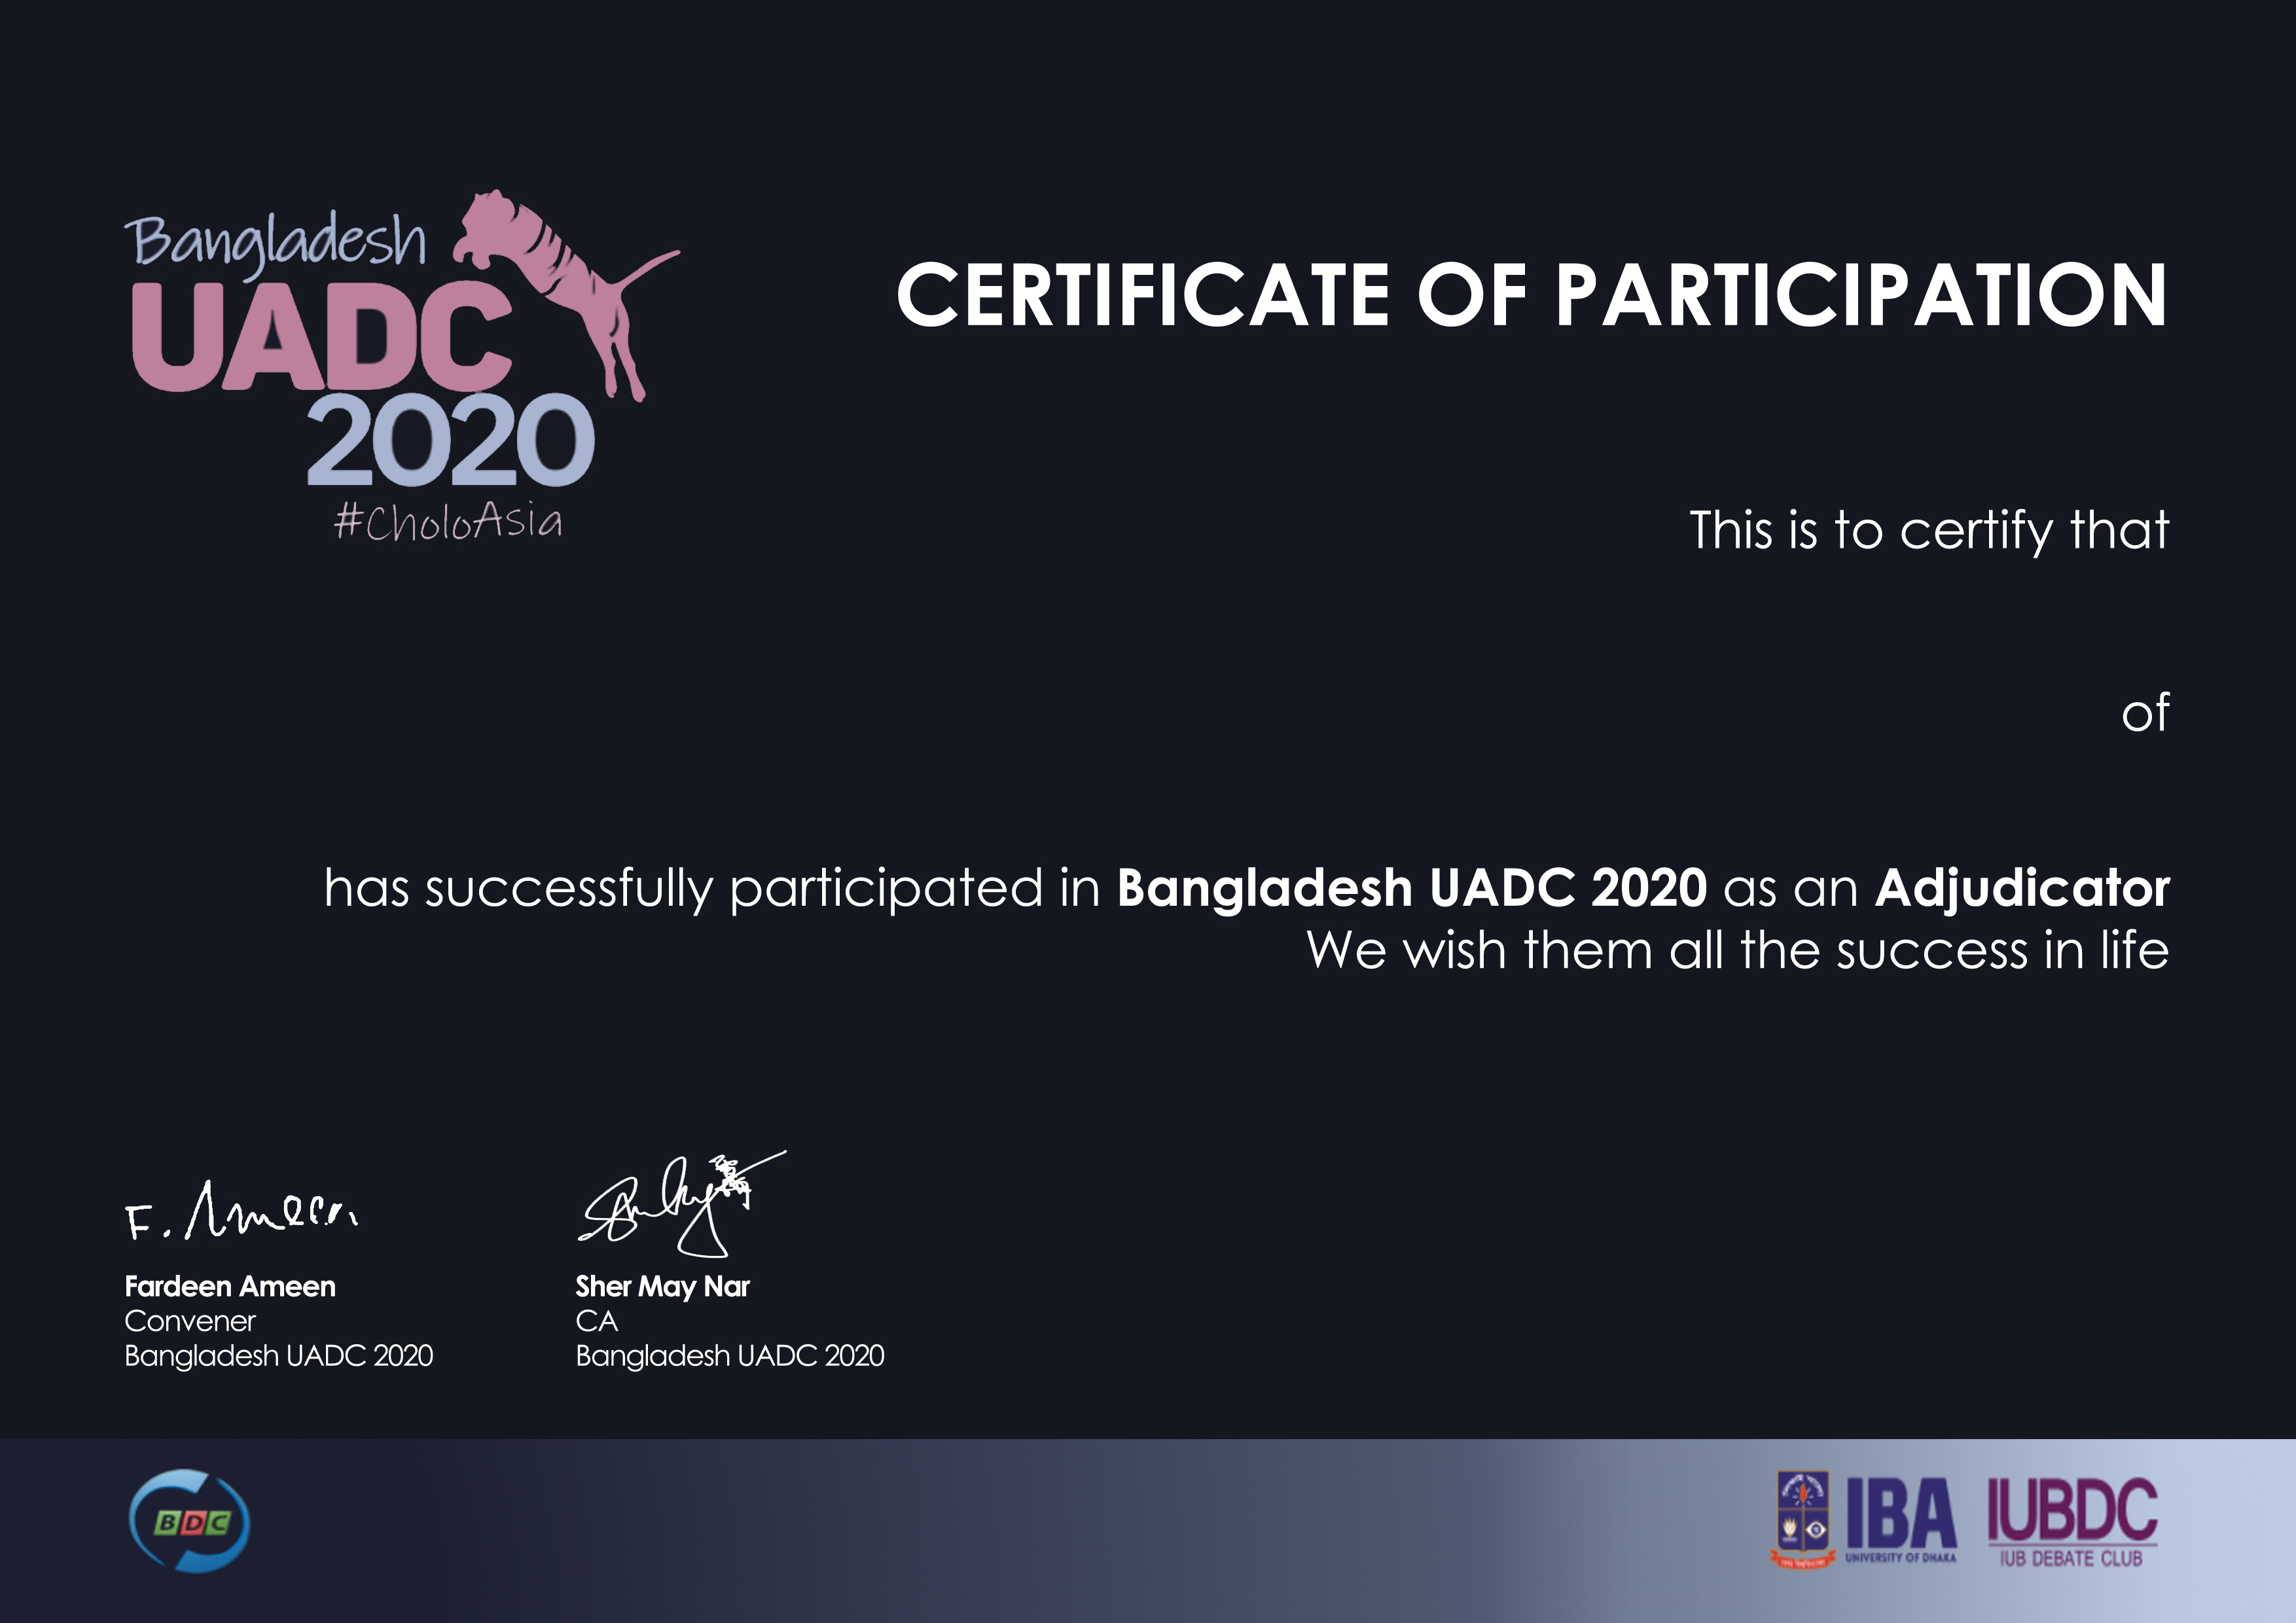 Bangladesh
UADC
2020
#CholoAsia
CERTIFICATE OF PARTICIPATION
This is to certify that
of
has successfully participated in Bangladesh UADC 2020 as an Adjudicator
We wish them all the success in life
F. Ameen
Fardeen Ameen
Convener
Bangladesh UADC 2020
Sher May Nar
CA
Bangladesh UADC 2020
BDC
IBA
UNIVERSITY OF DHAKA
IUBDC
IUB DEBATE CLUB